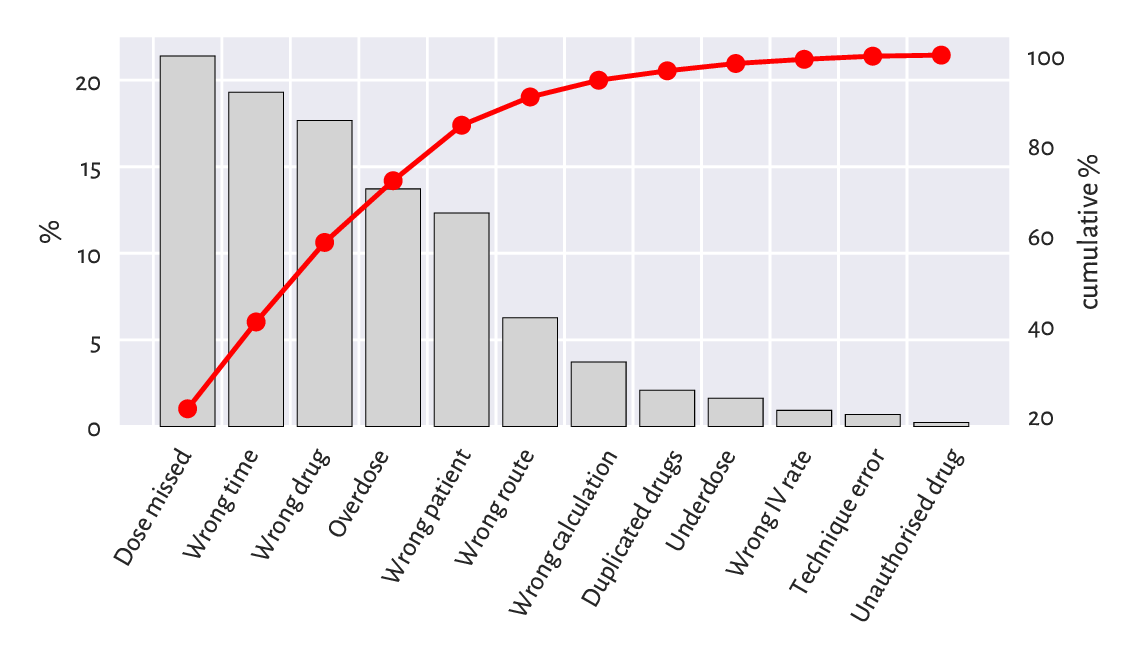 20
15
10
5
0
%
100
80
60
40
20
cumulative %
Dose missed
Wrong time
Wrong drug
Overdose
Wrong patient
Wrong route
Wrong calculation
Duplicated drugs
Underdose
Wrong IV rate
Technique error
Unauthorised drug